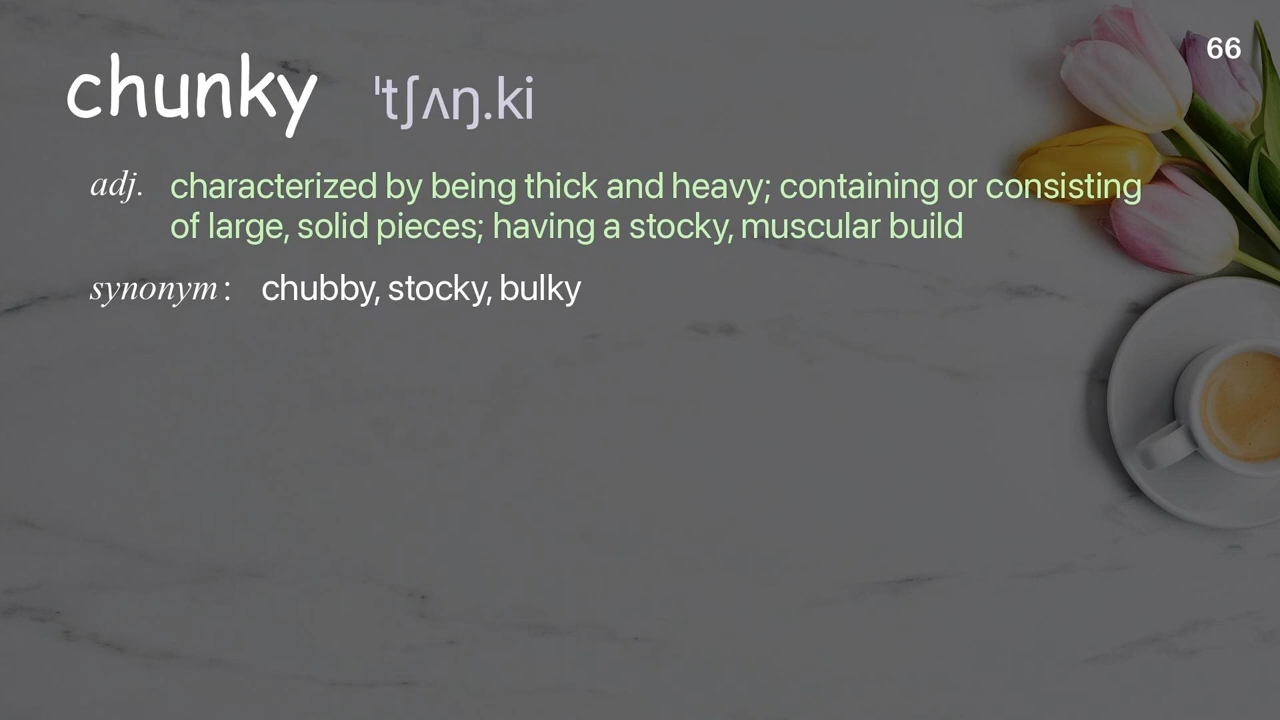 66
chunky ˈtʃʌŋ.ki
adj. characterized by being thick and heavy; containing or consisting
of large, solid pieces; having a stocky, muscular build
synonym: chubby, stocky, bulky